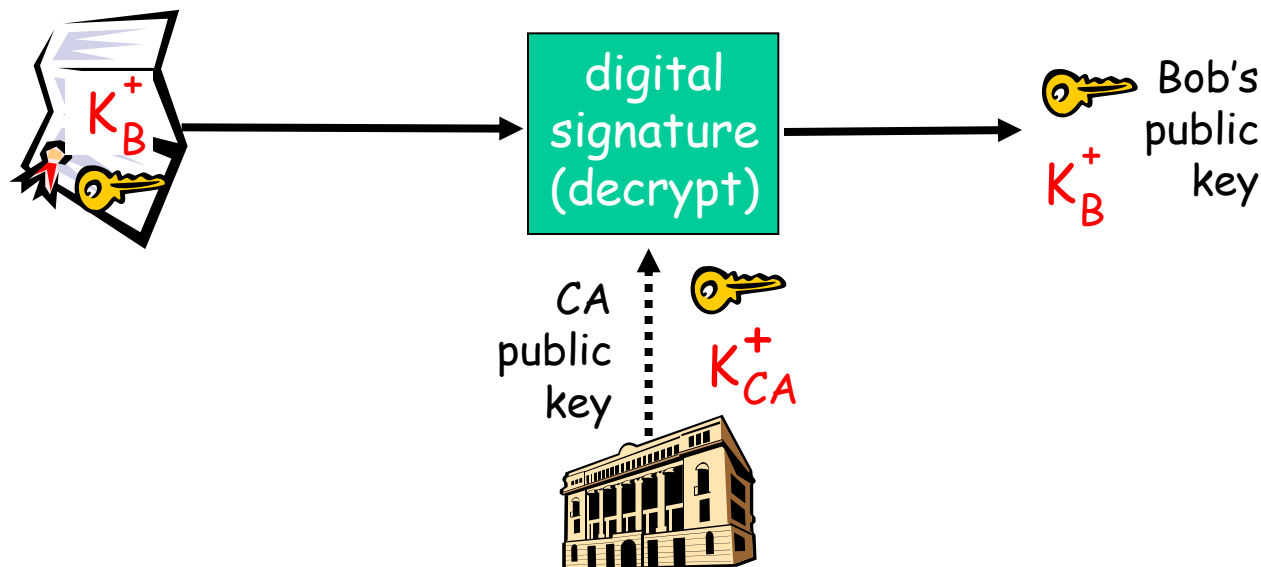 K_B^+
digital
signature
(decrypt)
Bob's
public
key
K_B^+
CA
public
key
K_CA^+